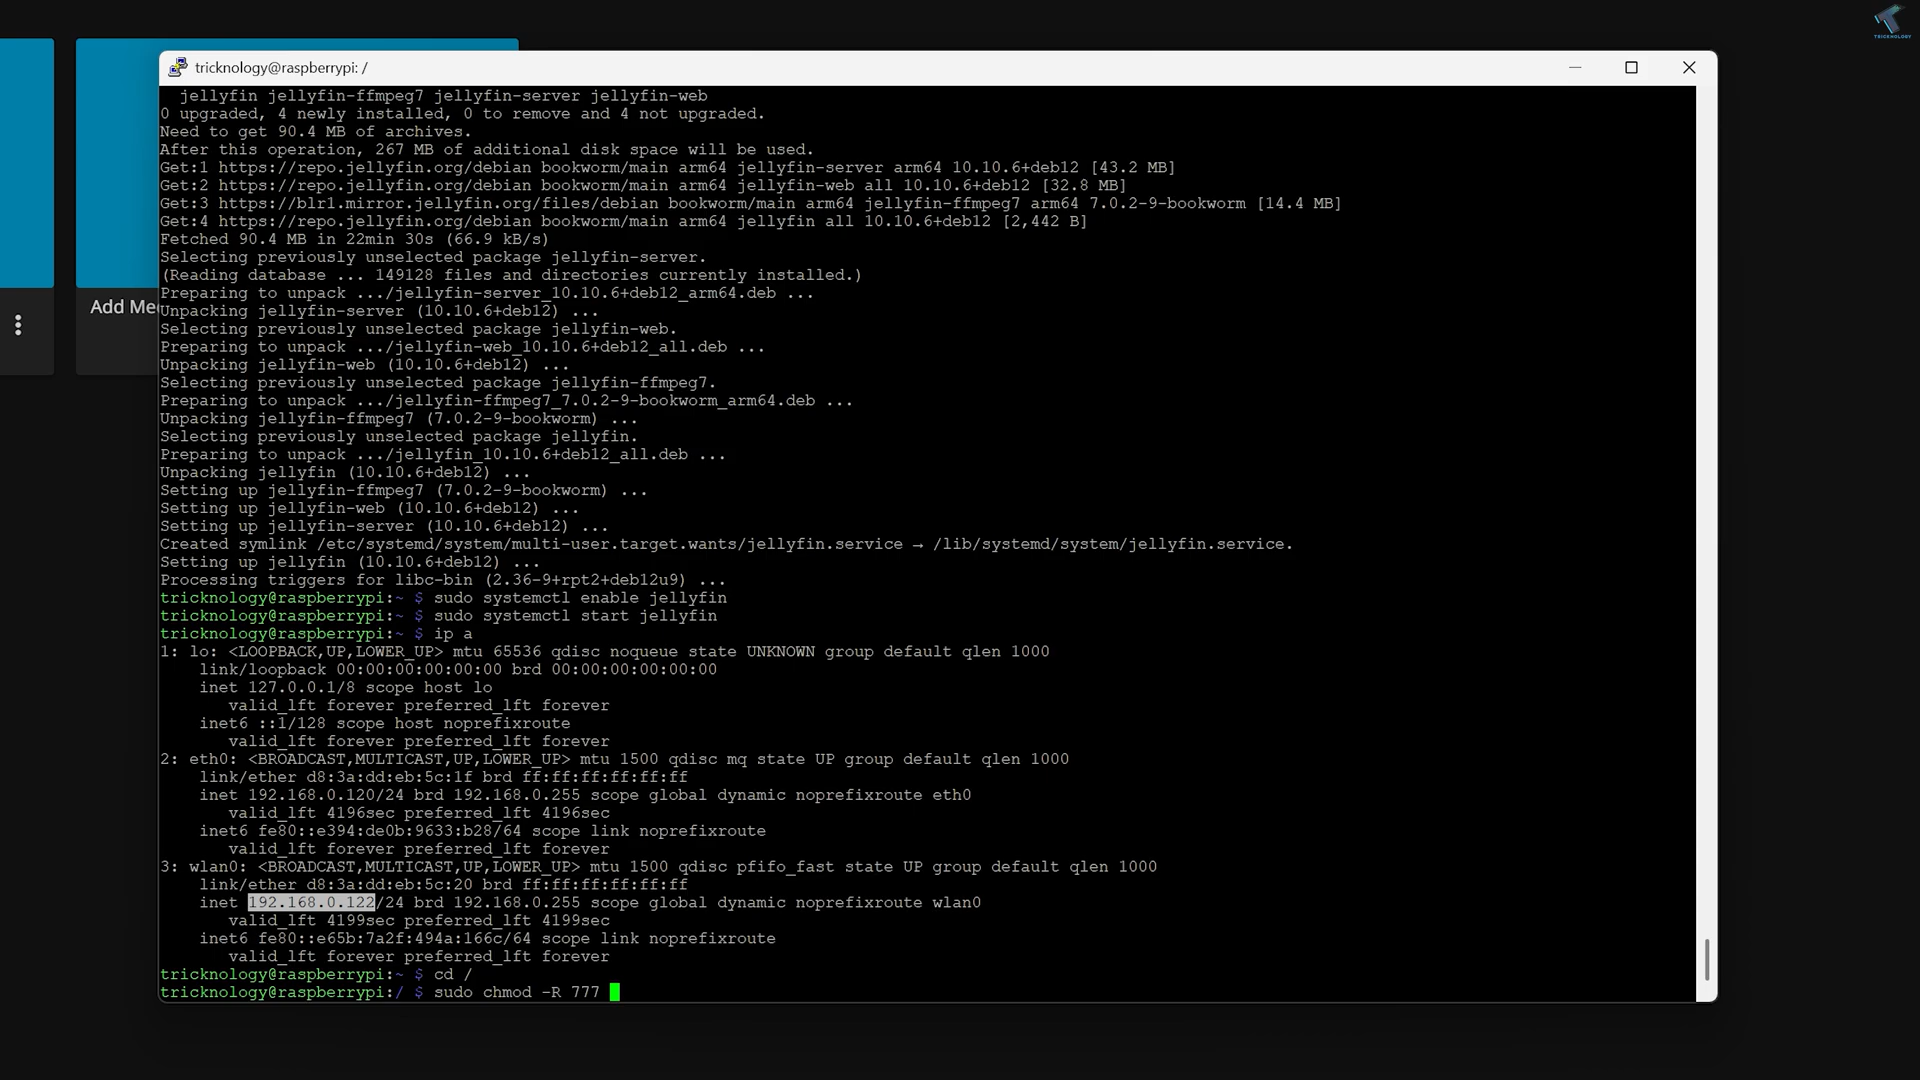 TRICKNOLOGY
tricknology@raspberrypi: /
Add Me
jellyfin jellyfin-ffmpeg7 jellyfin-server jellyfin-web
0 upgraded, 4 newly installed, 0 to remove and 4 not upgraded.
Need to get 90.4 MB of archives.
After this operation, 267 MB of additional disk space will be used.
Get:1 https://repo.jellyfin.org/debian bookworm/main arm64 jellyfin-server arm64 10.10.6+deb12 [43.2 MB]
Get:2 https://repo.jellyfin.org/debian bookworm/main arm64 jellyfin-web all 10.10.6+deb12 [32.8 MB]
Get:3 https://blr1.mirror.jellyfin.org/files/debian bookworm/main arm64 jellyfin-ffmpeg7 arm64 7.0.2-9-bookworm [14.4 MB]
Get:4 https://repo.jellyfin.org/debian bookworm/main arm64 jellyfin all 10.10.6+deb12 [2,442 B]
Fetched 90.4 MB in 22min 30s (66.9 kB/s)
Selecting previously unselected package jellyfin-server.
(Reading database ... 149128 files and directories currently installed.)
Preparing to unpack .../jellyfin-server_10.10.6+deb12_arm64.deb ...
Unpacking jellyfin-server (10.10.6+deb12) ...
Selecting previously unselected package jellyfin-web.
Preparing to unpack .../jellyfin-web_10.10.6+deb12_all.deb ...
Unpacking jellyfin-web (10.10.6+deb12) ...
Selecting previously unselected package jellyfin-ffmpeg7.
Preparing to unpack .../jellyfin-ffmpeg7_7.0.2-9-bookworm_arm64.deb ...
Unpacking jellyfin-ffmpeg7 (7.0.2-9-bookworm) ...
Selecting previously unselected package jellyfin.
Preparing to unpack .../jellyfin_10.10.6+deb12_all.deb ...
Unpacking jellyfin (10.10.6+deb12) ...
Setting up jellyfin-ffmpeg7 (7.0.2-9-bookworm) ...
Setting up jellyfin-web (10.10.6+deb12) ...
Setting up jellyfin-server (10.10.6+deb12) ...
Created symlink /etc/systemd/system/multi-user.target.wants/jellyfin.service → /lib/systemd/system/jellyfin.service.
Setting up jellyfin (10.10.6+deb12) ...
Processing triggers for libc-bin (2.36-9+rpt2+deb12u9) ...
tricknology@raspberrypi:~ $ sudo systemctl enable jellyfin
tricknology@raspberrypi:~ $ sudo systemctl start jellyfin
tricknology@raspberrypi:~ $ ip a
1: lo: <LOOPBACK,UP,LOWER_UP> mtu 65536 qdisc noqueue state UNKNOWN group default qlen 1000
link/loopback 00:00:00:00:00:00 brd 00:00:00:00:00:00
inet 127.0.0.1/8 scope host lo
valid_lft forever preferred_lft forever
inet6 ::1/128 scope host noprefixroute
valid_lft forever preferred_lft forever
2: eth0: <BROADCAST,MULTICAST,UP,LOWER_UP> mtu 1500 qdisc mq state UP group default qlen 1000
link/ether d8:3a:dd:eb:5c:1f brd ff:ff:ff:ff:ff:ff
inet 192.168.0.120/24 brd 192.168.0.255 scope global dynamic noprefixroute eth0
valid_lft 4196sec preferred_lft 4196sec
inet6 fe80::e394:de0b:9633:b28/64 scope link noprefixroute
valid_lft forever preferred_lft forever
3: wlan0: <BROADCAST,MULTICAST,UP,LOWER_UP> mtu 1500 qdisc pfifo_fast state UP group default qlen 1000
link/ether d8:3a:dd:eb:5c:20 brd ff:ff:ff:ff:ff:ff
inet 192.168.0.122/24 brd 192.168.0.255 scope global dynamic noprefixroute wlan0
valid_lft 4199sec preferred_lft 4199sec
inet6 fe80::e65b:7a2f:494a:166c/64 scope link noprefixroute
valid_lft forever preferred_lft forever
tricknology@raspberrypi:~ $ cd /
tricknology@raspberrypi:/ $ sudo chmod -R 777